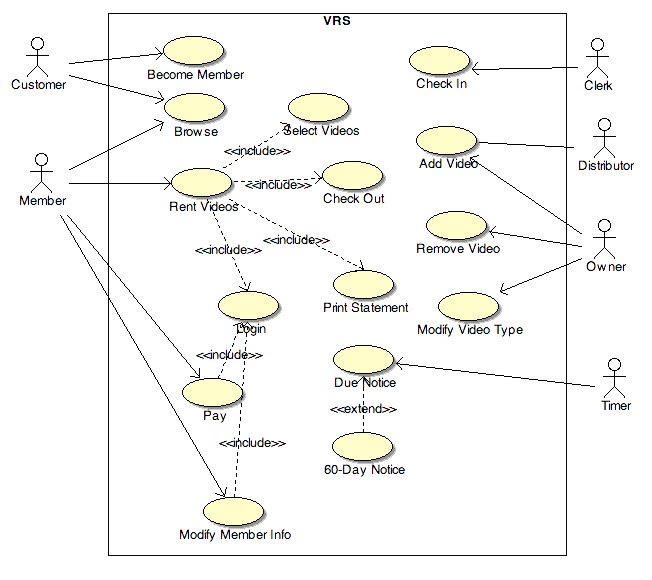 VRS
Customer
Become Member
Check In
Clerk
Browse
Select Videos
<<include>>
Add Video
Distributor
Member
<<include>>
Rent Videos
Check Out
<<include>>
<<include>>
Remove Video
Owner
Print Statement
Login
Modify Video Type
<<include>>
Due Notice
Timer
Pay
<<extend>>
<<include>>
60-Day Notice
Modify Member Info